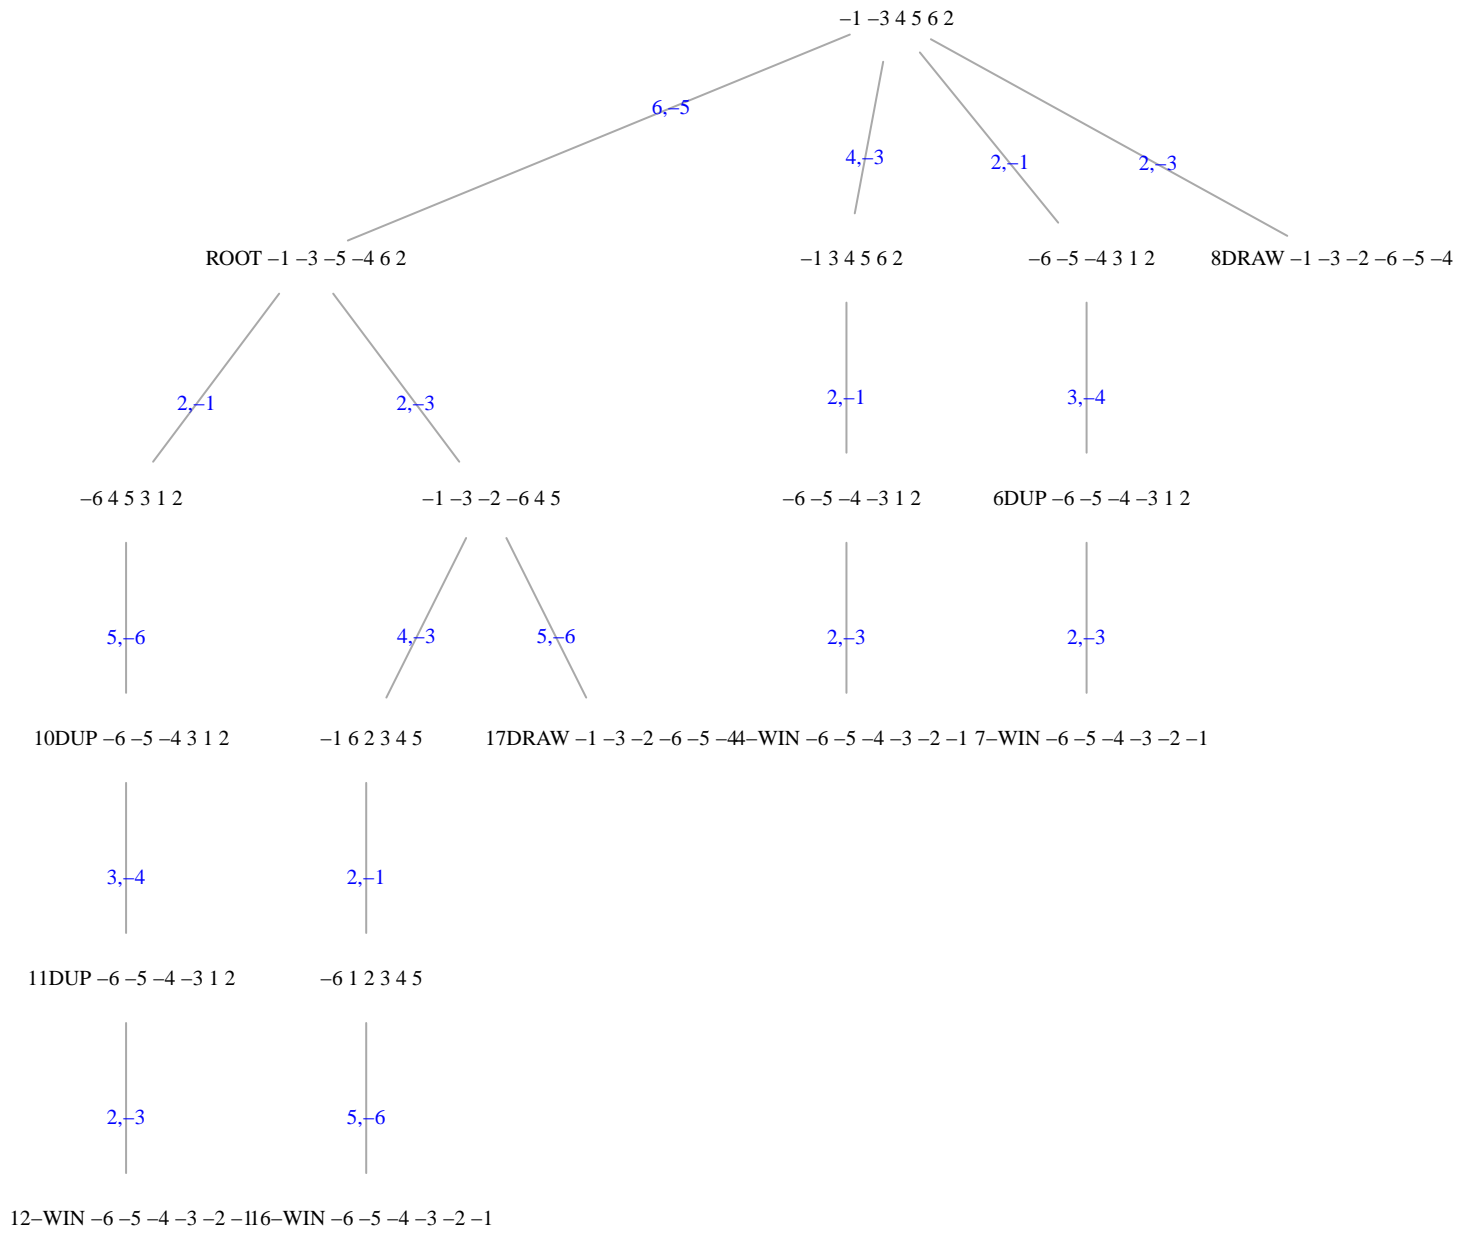 –1 –3 4 5 6 2
6,–5
4,–3
2,–1
2,–3
ROOT –1 –3 –5 –4 6 2
–1 3 4 5 6 2
–6 –5 –4 3 1 2
8DRAW –1 –3 –2 –6 –5 –4
2,–1
2,–3
2,–1
3,–4
–6 4 5 3 1 2
–1 –3 –2 –6 4 5
–6 –5 –4 –3 1 2
6DUP –6 –5 –4 –3 1 2
5,–6
4,–3
5,–6
2,–3
2,–3
10DUP –6 –5 –4 3 1 2
–1 6 2 3 4 5
17DRAW –1 –3 –2 –6 –5 –4
4–WIN –6 –5 –4 –3 –2 –1
7–WIN –6 –5 –4 –3 –2 –1
3,–4
2,–1
11DUP –6 –5 –4 –3 1 2
–6 1 2 3 4 5
2,–3
5,–6
12–WIN –6 –5 –4 –3 –2 –1
16–WIN –6 –5 –4 –3 –2 –1